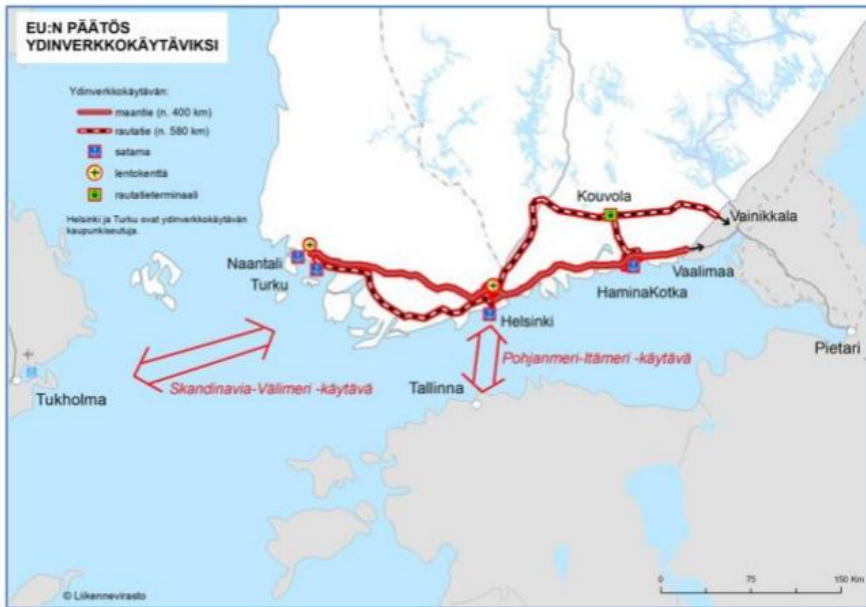 EU:N PÄÄTÖS
YDINVERKKOKÄYTÄVIKSI
Ydinverkkokäytävän:
maantie (n. 400 km)
rautatie (n. 580 km)
satama
lentokenttä
rautatieterminaali
Helsinki ja Turku ovat ydinverkkokäytävän
kaupunkiseutuja.
Kouvola
Vainikkala
Naantali
Turku
Vaalimaa
HaminaKotka
Helsinki
Pietari
Pohjanmeri-Itämeri -käytävä
Skandinavia-Välimeri -käytävä
Tallinna
Tukholma
© Liikennevirasto
0 75 150 Km